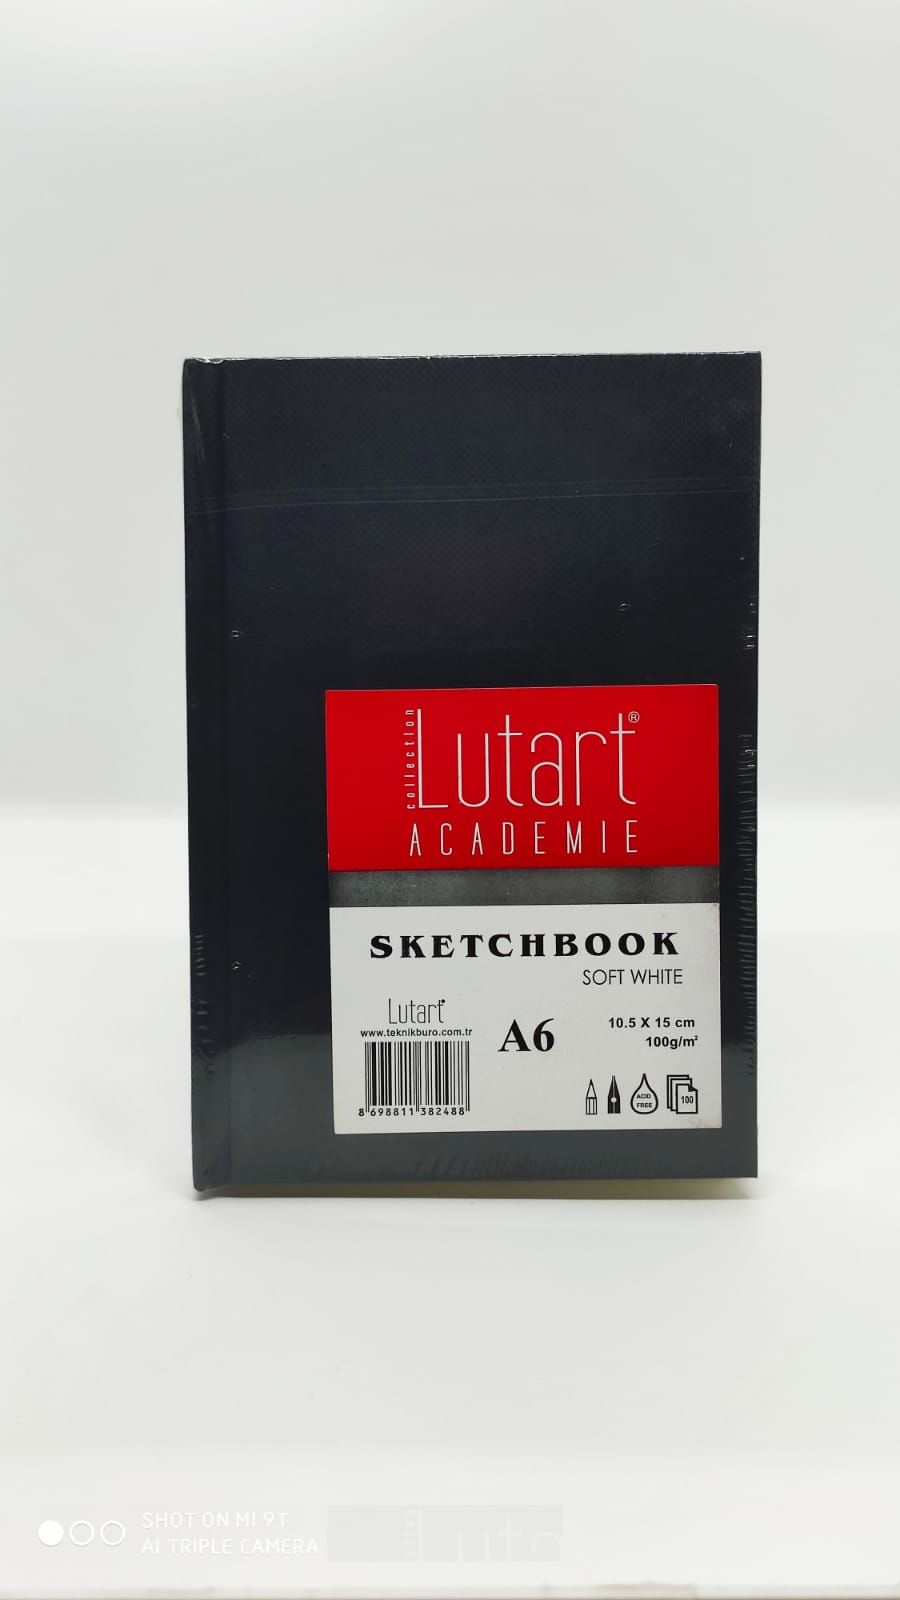 collection
Lutart®
ACADEMIE
SKETCHBOOK
SOFT WHITE
Lutart®
www.teknikburo.com.tr
A6
10.5 X 15 cm
100g/m²
8 698811 382488
ACID
FREE
100
SHOT ON MI 9T
AI TRIPLE CAMERA